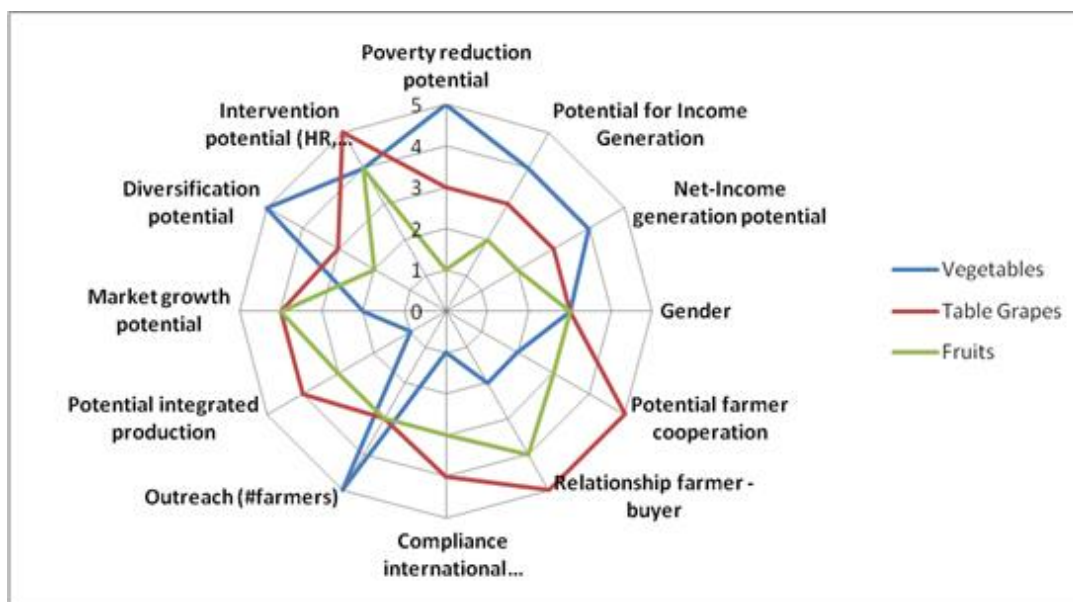 Poverty reduction
potential
Potential for Income
Generation
Net-Income
generation potential
Gender
Potential farmer
cooperation
Relationship farmer -
buyer
Compliance
international...
Outreach (#farmers)
Potential integrated
production
Market growth
potential
Diversification
potential
Intervention
potential (HR,...
5
4
3
2
1
0
Vegetables
Table Grapes
Fruits